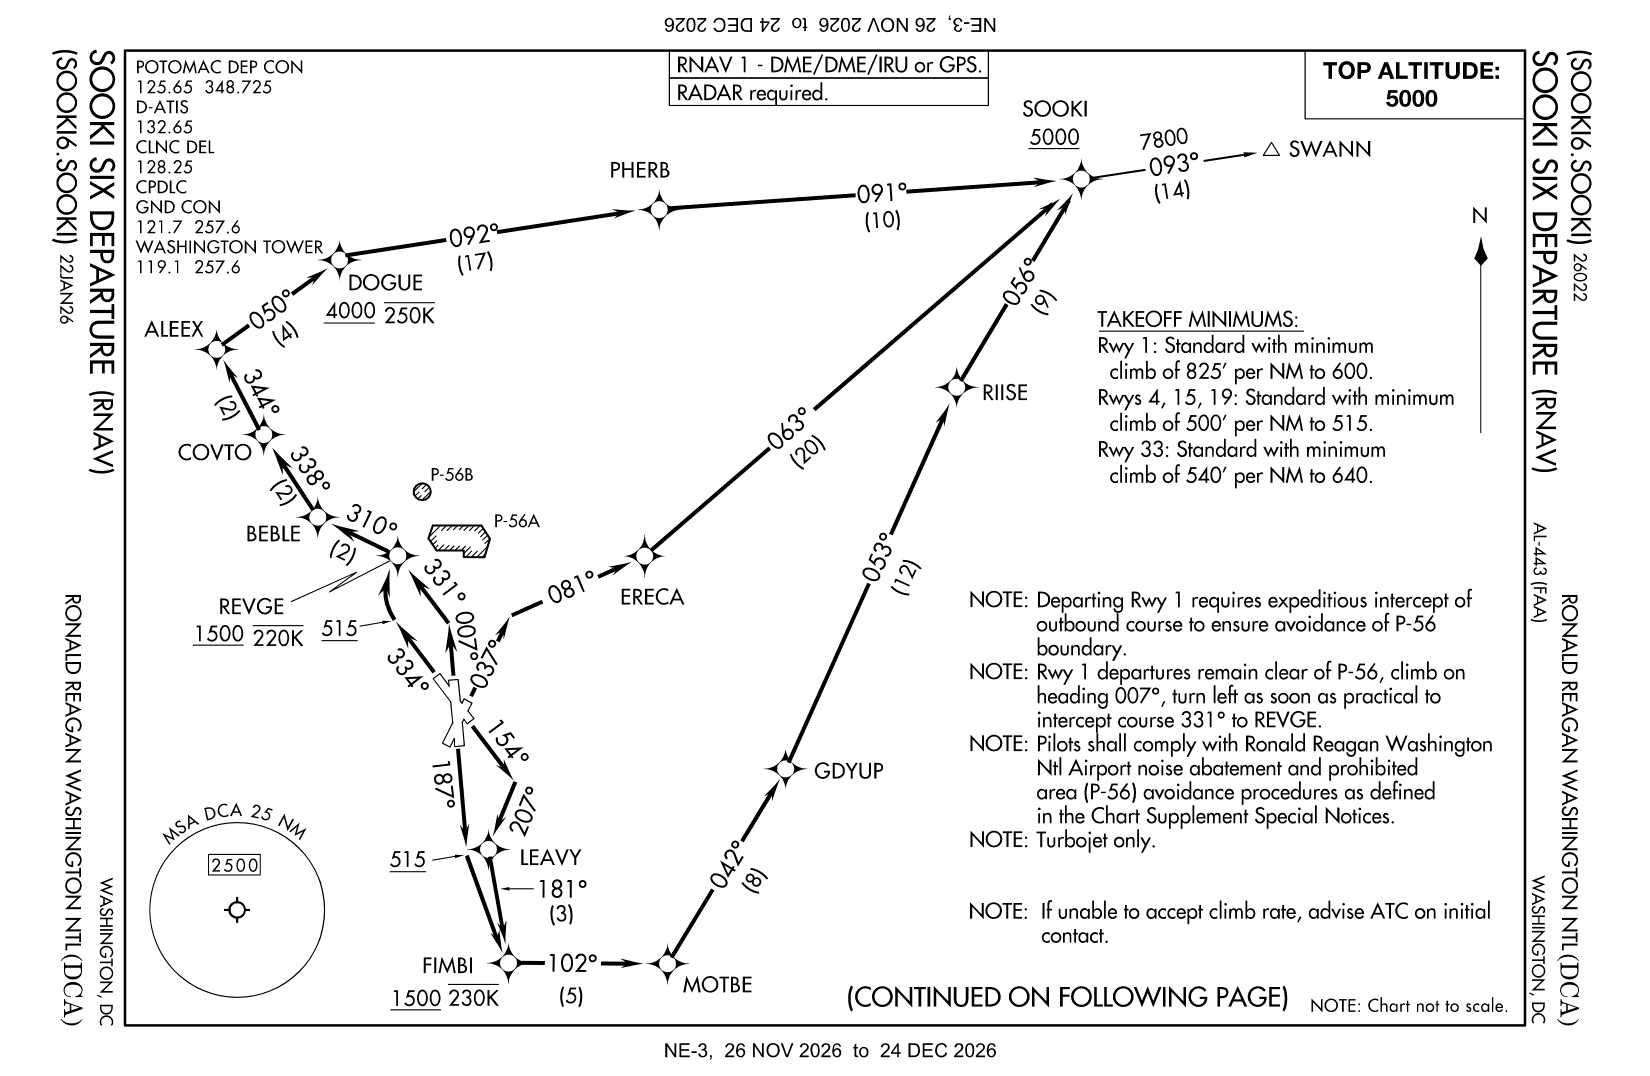 NE-3, 26 NOV 2026 to 24 DEC 2026
(SOOKI6.SOOKI) 22JAN26
SOOKI SIX DEPARTURE (RNAV)
RONALD REAGAN WASHINGTON NTL(DCA)
WASHINGTON, DC
POTOMAC DEP CON
125.65 348.725
D-ATIS
132.65
CLNC DEL
128.25
CPDLC
GND CON
121.7 257.6
WASHINGTON TOWER
119.1 257.6
RNAV 1 - DME/DME/IRU or GPS.
RADAR required.
TOP ALTITUDE:
5000
SOOKI
5000
7800
093°
(14)
SWANN
PHERB
091°
(10)
092°
(17)
DOGUE
4000 250K
050°
(4)
ALEEX
344°
(2)
COVTO
338°
(2)
BEBLE
310°
(2)
P-56B
P-56A
REVGE
1500 220K
515
334°
331°
007°
037°
081°
ERECA
063°
(20)
056°
(9)
RIISE
053°
(12)
GDYUP
042°
(8)
154°
207°
187°
515
LEAVY
181°
(3)
FIMBI
1500 230K
102°
(5)
MOTBE
N
TAKEOFF MINIMUMS:
Rwy 1: Standard with minimum
climb of 825' per NM to 600.
Rwys 4, 15, 19: Standard with minimum
climb of 500' per NM to 515.
Rwy 33: Standard with minimum
climb of 540' per NM to 640.
NOTE: Departing Rwy 1 requires expeditious intercept of
outbound course to ensure avoidance of P-56
boundary.
NOTE: Rwy 1 departures remain clear of P-56, climb on
heading 007°, turn left as soon as practical to
intercept course 331° to REVGE.
NOTE: Pilots shall comply with Ronald Reagan Washington
Ntl Airport noise abatement and prohibited
area (P-56) avoidance procedures as defined
in the Chart Supplement Special Notices.
NOTE: Turbojet only.
NOTE: If unable to accept climb rate, advise ATC on initial
contact.
MSA DCA 25 NM
2500
(CONTINUED ON FOLLOWING PAGE)
NOTE: Chart not to scale.
SOOKI SIX DEPARTURE (RNAV)
(SOOKI6.SOOKI) 26022
AL-443 (FAA)
RONALD REAGAN WASHINGTON NTL(DCA)
WASHINGTON, DC
NE-3, 26 NOV 2026 to 24 DEC 2026